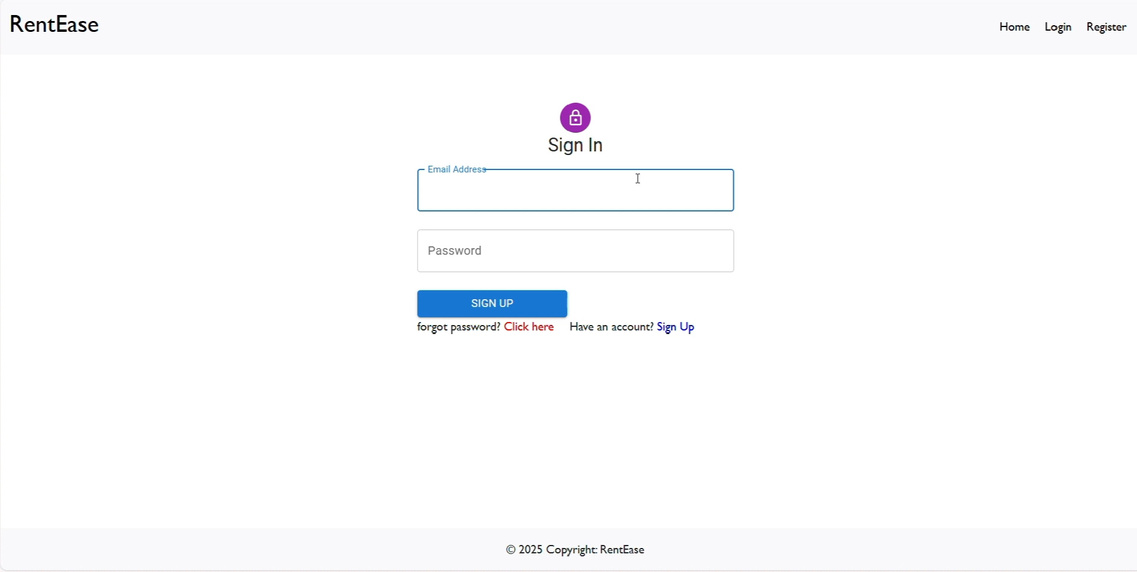 RentEase
Home Login Register
Sign In
Email Address
Password
SIGN UP
forgot password? Click here Have an account? Sign Up
© 2025 Copyright: RentEase